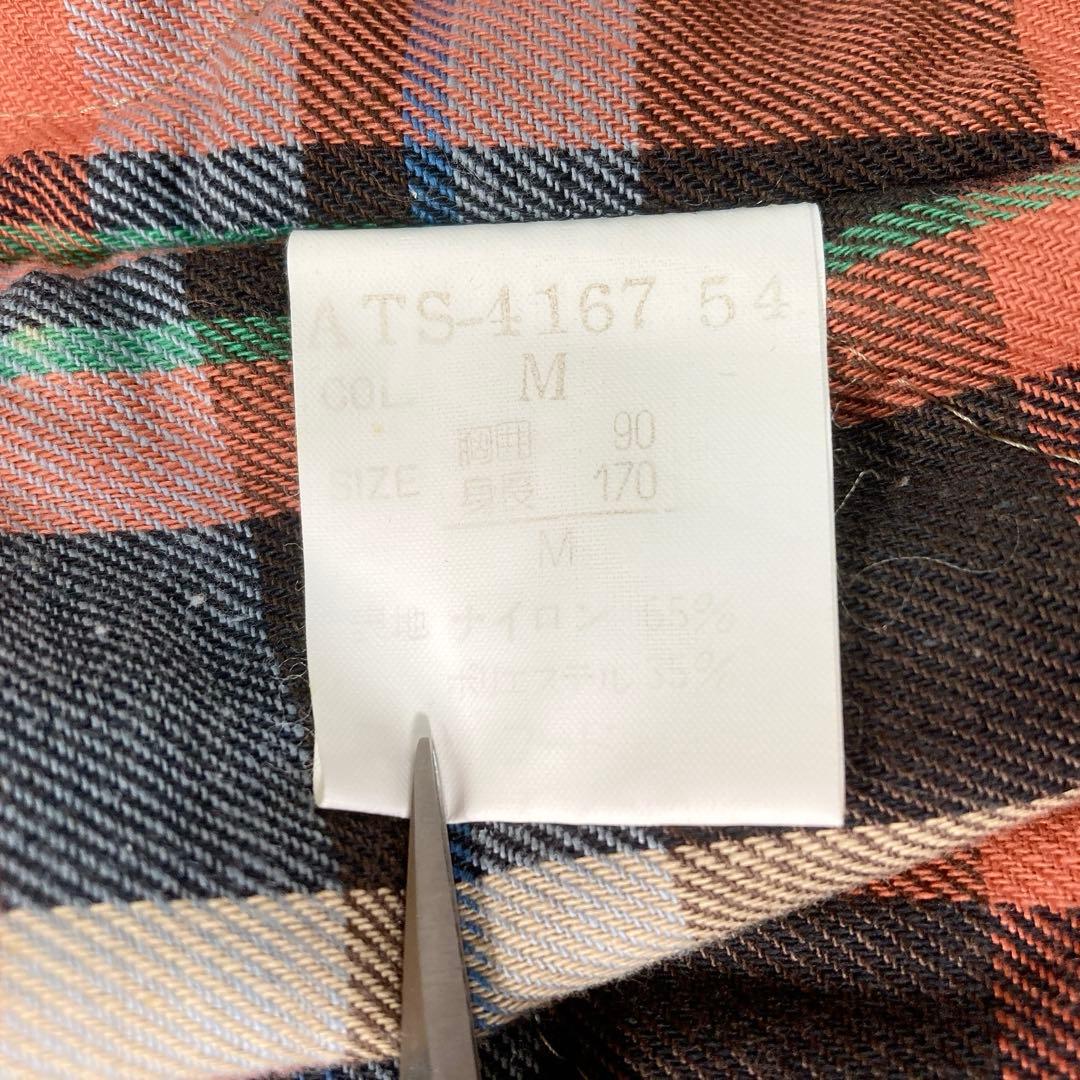 ATS-4167 54
COL. M
胸囲 90
SIZE 身長 170
M
表地 ナイロン 65%
ポリエステル 35%